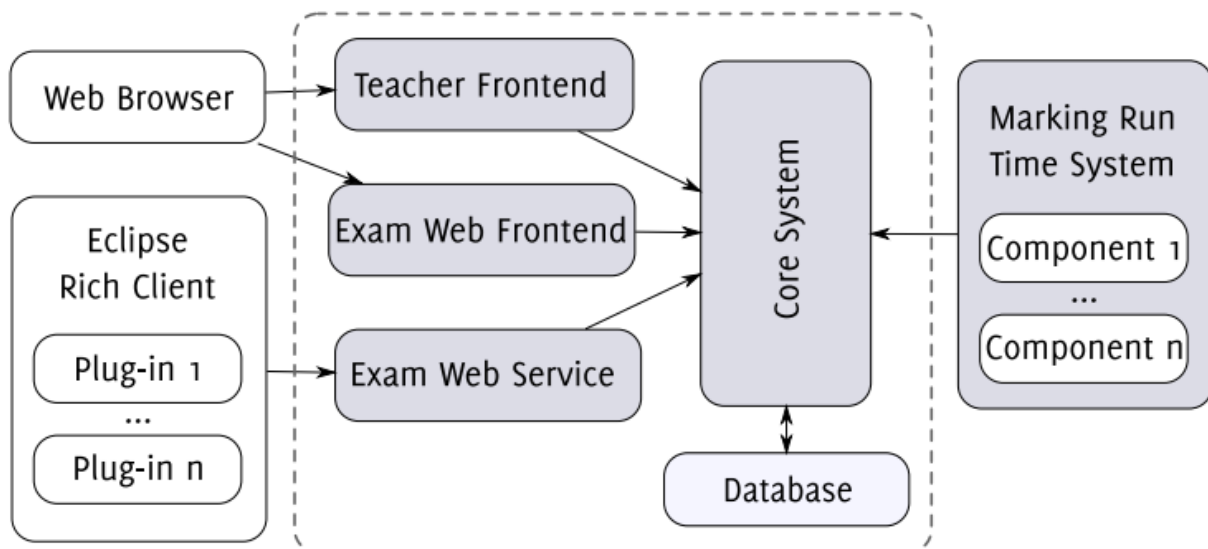 Web Browser
Teacher Frontend
Exam Web Frontend
Eclipse
Rich Client
Plug-in 1
...
Plug-in n
Exam Web Service
Core System
Database
Marking Run
Time System
Component 1
...
Component n